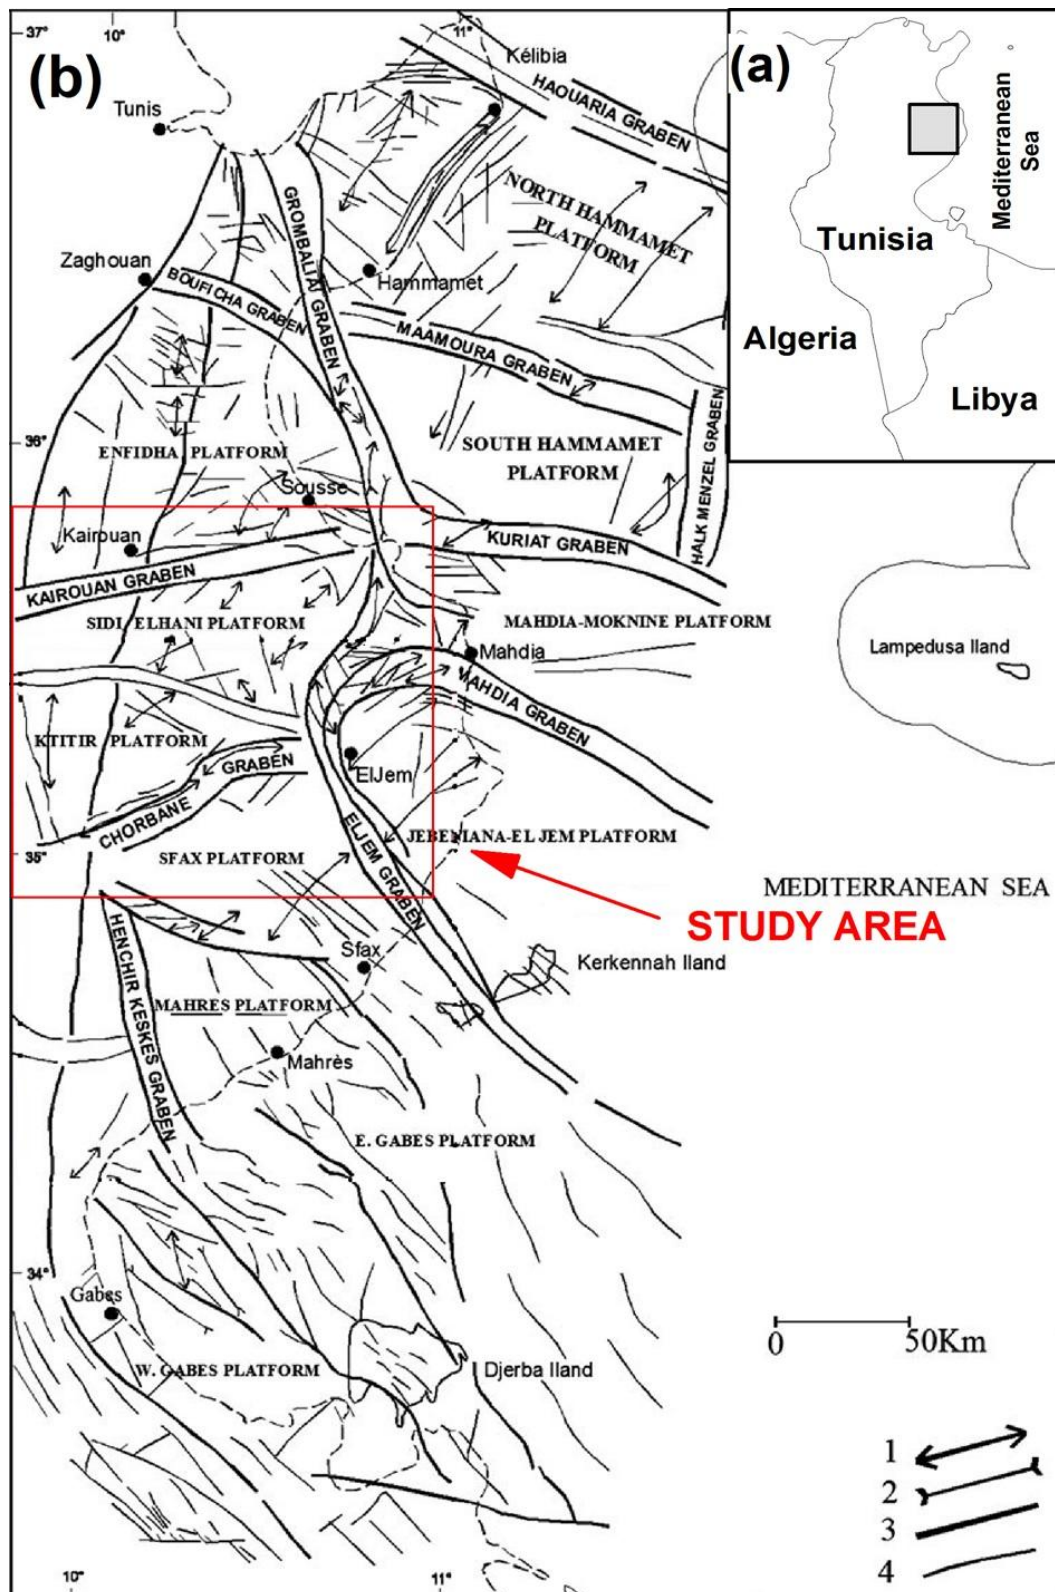 37°
10°
11°
(b)
(a)
Kélibia
HAOUARIA GRABEN
Tunis
Mediterranean
Sea
NORTH HAMMAMET
PLATFORM
GROMBALIA GRABEN
Tunisia
Zaghouan
Hammamet
BOUFICHA GRABEN
MAAMOURA GRABEN
Algeria
Libya
HALK MENZEL GRABEN
36°
ENFIDHA PLATFORM
SOUTH HAMMAMET
PLATFORM
Sousse
Kairouan
KURIAT GRABEN
KAIROUAN GRABEN
SIDI ELHANI PLATFORM
MAHDIA-MOKNINE PLATFORM
Mahdia
Lampedusa Iland
MAHDIA GRABEN
KTITIR PLATFORM
GRABEN
ElJem
CHORBANE
ELJEM GRABEN
JEBENIANA-EL JEM PLATFORM
35°
SFAX PLATFORM
MEDITERRANEAN SEA
STUDY AREA
HENCHIR KESKES GRABEN
Sfax
Kerkennah Iland
MAHRES PLATFORM
Mahrès
E. GABES PLATFORM
34°
Gabes
0 50Km
W. GABES PLATFORM
Djerba Iland
1
2
3
4
10°
11°